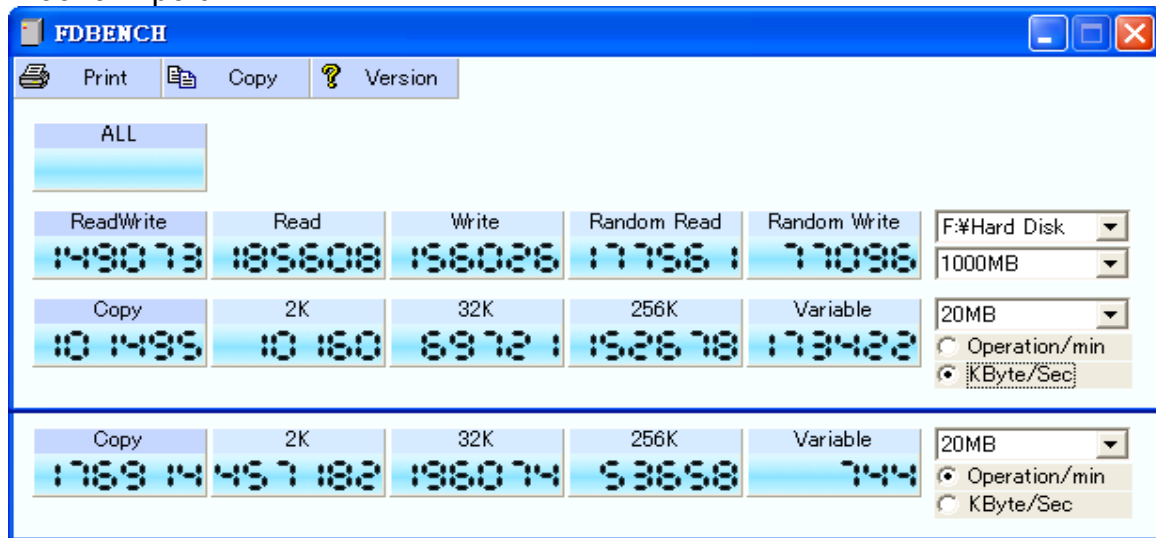 FDBENCH
Print Copy Version
ALL
ReadWrite Read Write Random Read Random Write F:¥Hard Disk
149073 185608 156026 177561 77096 1000MB
Copy 2K 32K 256K Variable 20MB
101495 10160 69721 152678 173422 Operation/min
KByte/Sec
Copy 2K 32K 256K Variable 20MB
176914 457182 196074 53658 744 Operation/min
KByte/Sec